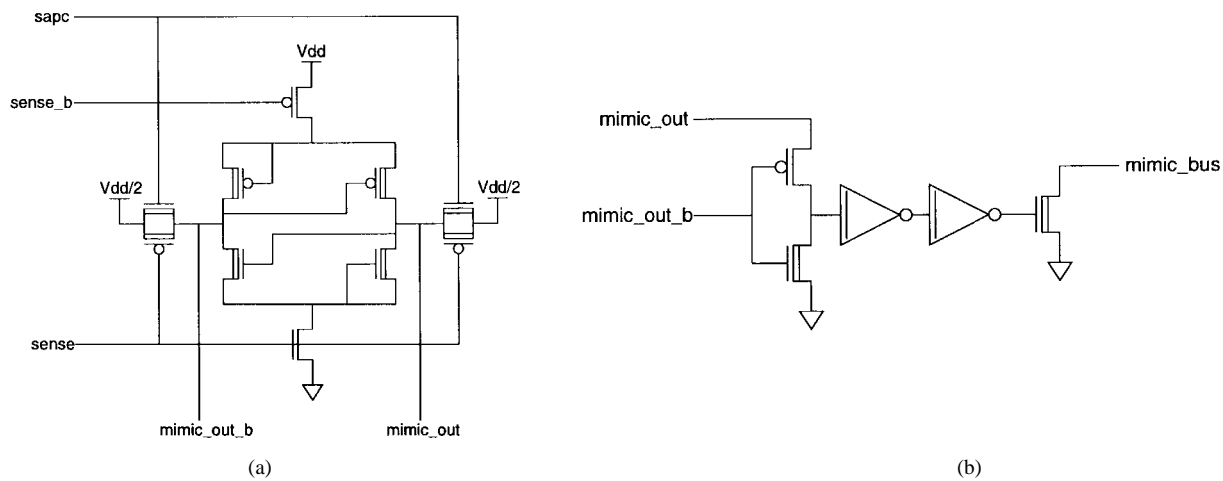 sapc
Vdd
sense_b
Vdd/2
Vdd/2
sense
mimic_out_b
mimic_out
(a)
mimic_out
mimic_bus
mimic_out_b
(b)